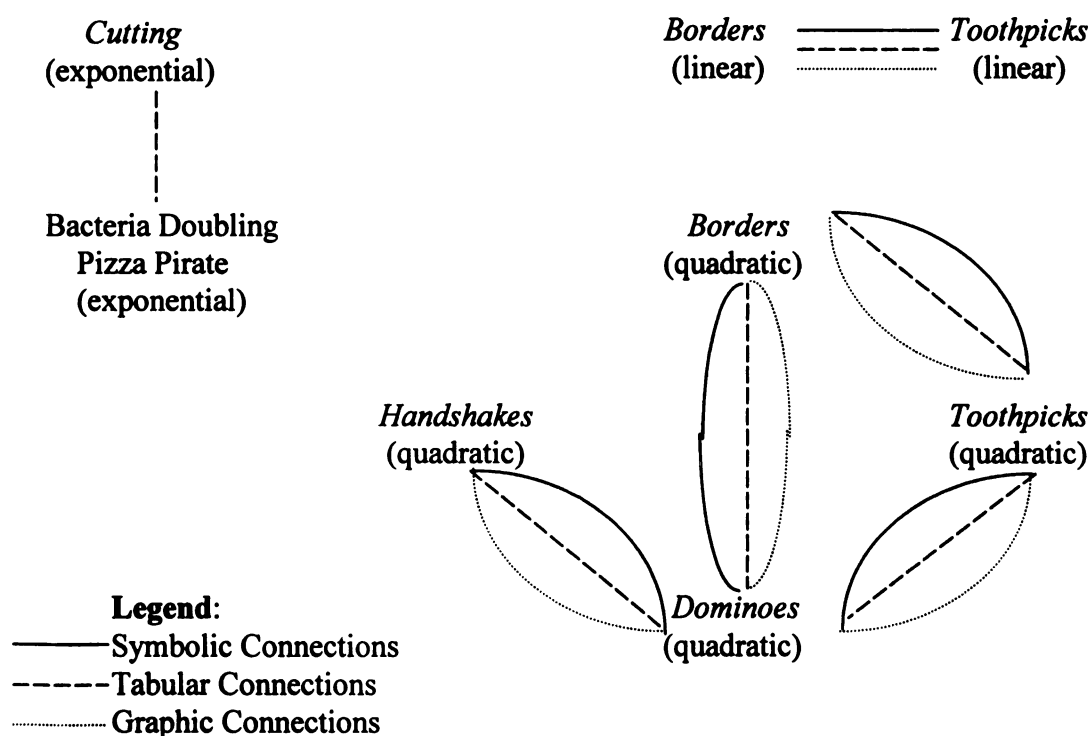 Cutting
(exponential)
Borders
(linear)
Toothpicks
(linear)
Bacteria Doubling
Pizza Pirate
(exponential)
Borders
(quadratic)
Handshakes
(quadratic)
Toothpicks
(quadratic)
Dominoes
(quadratic)
Legend:
Symbolic Connections
Tabular Connections
Graphic Connections